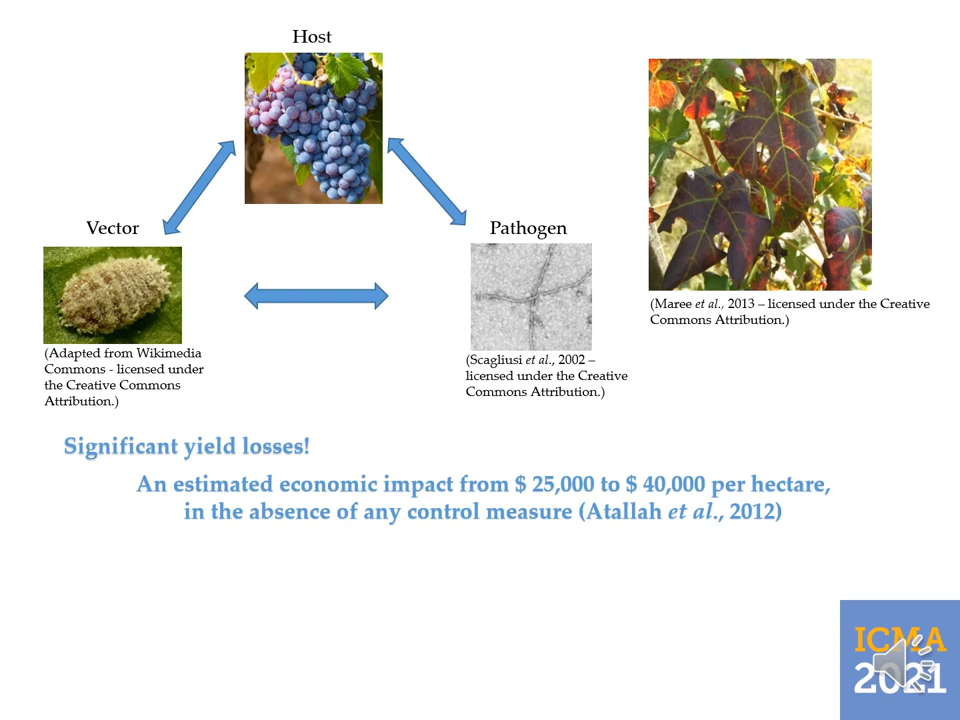 Host
Vector
Pathogen
(Maree et al., 2013 – licensed under the Creative
Commons Attribution.)
(Adapted from Wikimedia
Commons - licensed under
the Creative Commons
Attribution.)
(Scagliusi et al., 2002 –
licensed under the Creative
Commons Attribution.)
Significant yield losses!
An estimated economic impact from $ 25,000 to $ 40,000 per hectare,
in the absence of any control measure (Atallah et al., 2012)
ICMA
2021